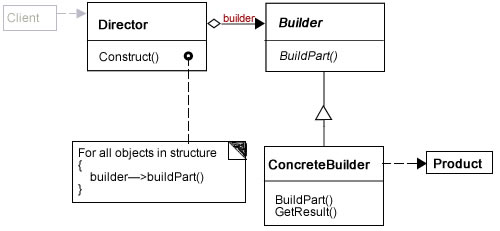 Client
Director
builder
Builder
Construct()
BuildPart()
For all objects in structure
{
builder—>buildPart()
}
ConcreteBuilder
Product
BuildPart()
GetResult()